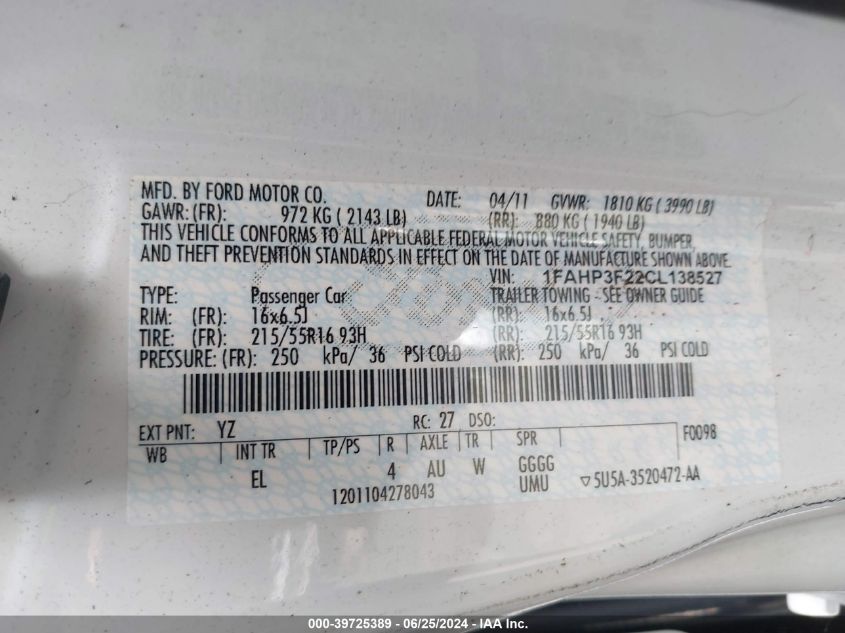 MFD. BY FORD MOTOR CO. DATE: 04/11 GVWR: 1810 KG ( 3990 LB)
GAWR: (FR): 972 KG ( 2143 LB) (RR): 880 KG ( 1940 LB)
THIS VEHICLE CONFORMS TO ALL APPLICABLE FEDERAL MOTOR VEHICLE SAFETY, BUMPER,
AND THEFT PREVENTION STANDARDS IN EFFECT ON THE DATE OF MANUFACTURE SHOWN ABOVE.
VIN: 1FAHP3F22CL138527
TYPE: Passenger Car TRAILER TOWING - SEE OWNER GUIDE
RIM: (FR): 16x6.5J (RR): 16x6.5J
TIRE: (FR): 215/55R16 93H (RR): 215/55R16 93H
PRESSURE: (FR): 250 kPa/ 36 PSI COLD (RR): 250 kPa/ 36 PSI COLD
EXT PNT: YZ RC: 27 DSO: F0098
WB INT TR TP/PS R AXLE TR SPR
EL 4 AU W GGGG
1201104278043 UMU ▽5U5A-3520472-AA
000-39725389 - 06/25/2024 - IAA Inc.